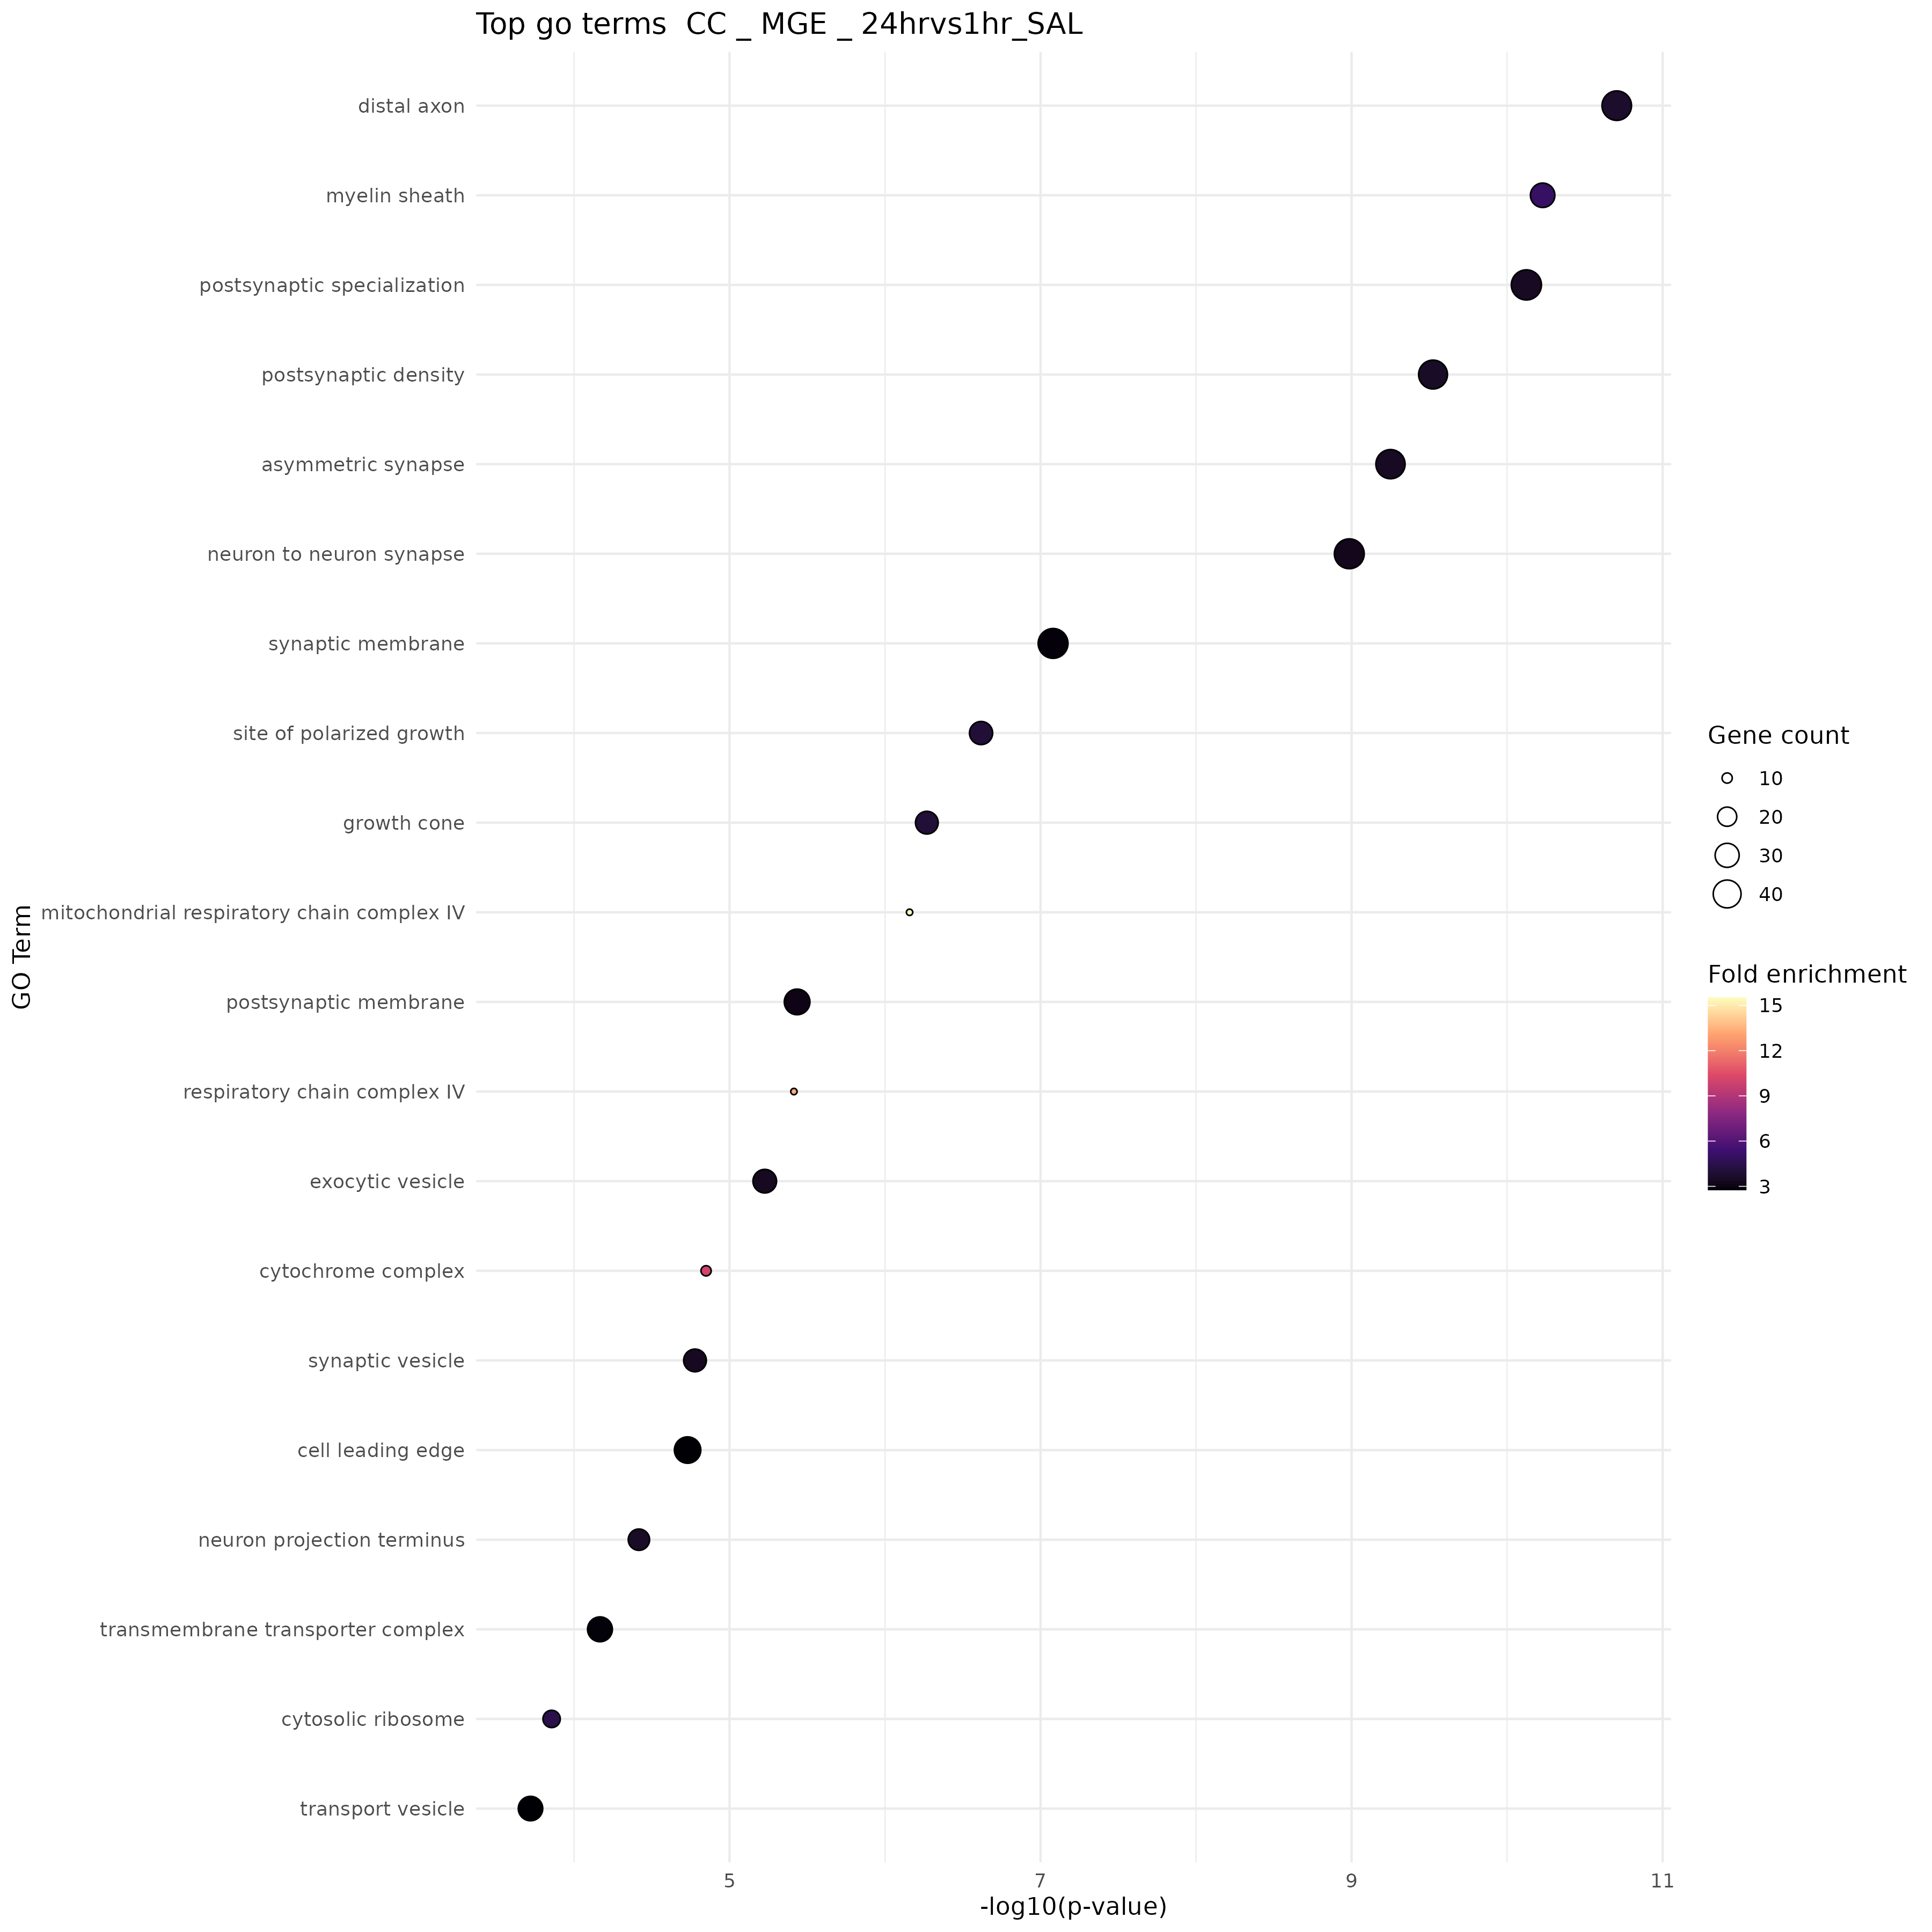 Top go terms  CC _ MGE _ 24hrvs1hr_SAL
distal axon
myelin sheath
postsynaptic specialization
postsynaptic density
asymmetric synapse
neuron to neuron synapse
synaptic membrane
site of polarized growth
growth cone
mitochondrial respiratory chain complex IV
postsynaptic membrane
respiratory chain complex IV
exocytic vesicle
cytochrome complex
synaptic vesicle
cell leading edge
neuron projection terminus
transmembrane transporter complex
cytosolic ribosome
transport vesicle
GO Term
5 7 9 11
-log10(p-value)
Gene count
10
20
30
40
Fold enrichment
15
12
9
6
3